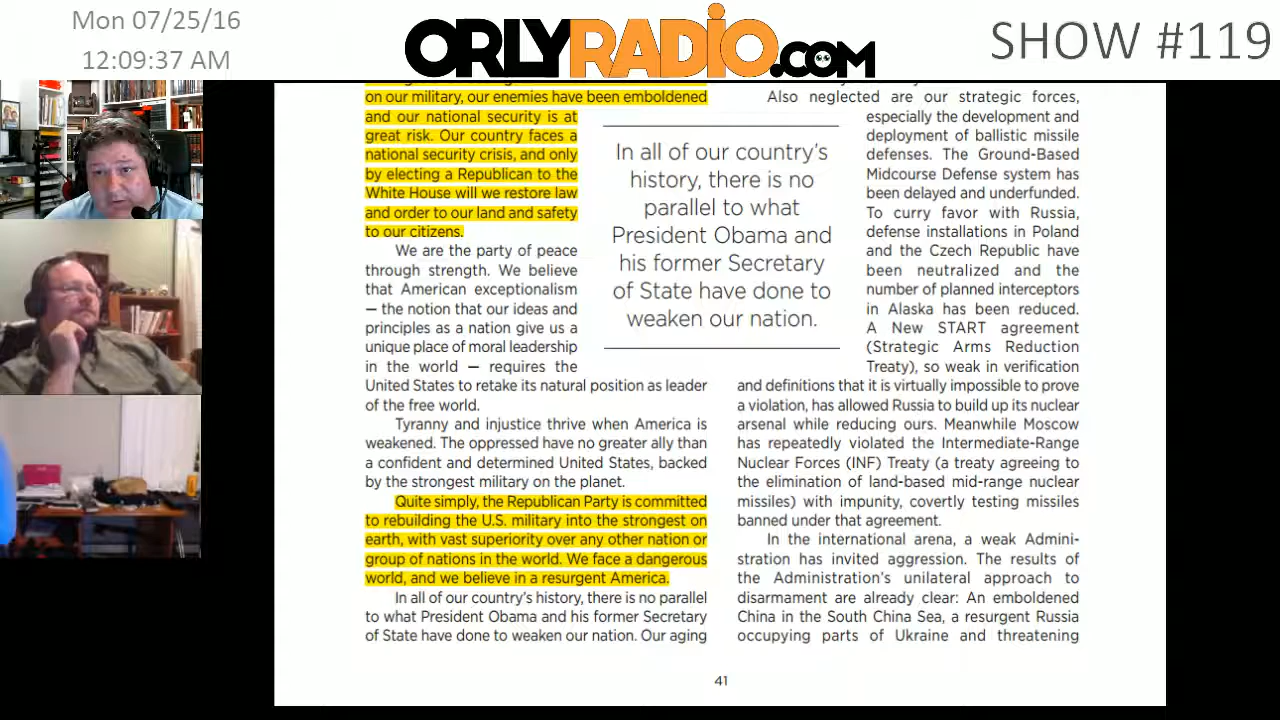 Mon 07/25/16
12:09:37 AM
ORLYRADIO.COM
SHOW #119
on our military, our enemies have been emboldened
and our national security is at
great risk. Our country faces a
national security crisis, and only
by electing a Republican to the
White House will we restore law
and order to our land and safety
to our citizens.
We are the party of peace
through strength. We believe
that American exceptionalism
— the notion that our ideas and
principles as a nation give us a
unique place of moral leadership
in the world — requires the
United States to retake its natural position as leader
of the free world.
Tyranny and injustice thrive when America is
weakened. The oppressed have no greater ally than
a confident and determined United States, backed
by the strongest military on the planet.
Quite simply, the Republican Party is committed
to rebuilding the U.S. military into the strongest on
earth, with vast superiority over any other nation or
group of nations in the world. We face a dangerous
world, and we believe in a resurgent America.
In all of our country's history, there is no parallel
to what President Obama and his former Secretary
of State have done to weaken our nation. Our aging
In all of our country's
history, there is no
parallel to what
President Obama and
his former Secretary
of State have done to
weaken our nation.
Also neglected are our strategic forces,
especially the development and
deployment of ballistic missile
defenses. The Ground-Based
Midcourse Defense system has
been delayed and underfunded.
To curry favor with Russia,
defense installations in Poland
and the Czech Republic have
been neutralized and the
number of planned interceptors
in Alaska has been reduced.
A New START agreement
(Strategic Arms Reduction
Treaty), so weak in verification
and definitions that it is virtually impossible to prove
a violation, has allowed Russia to build up its nuclear
arsenal while reducing ours. Meanwhile Moscow
has repeatedly violated the Intermediate-Range
Nuclear Forces (INF) Treaty (a treaty agreeing to
the elimination of land-based mid-range nuclear
missiles) with impunity, covertly testing missiles
banned under that agreement.
In the international arena, a weak Admini-
stration has invited aggression. The results of
the Administration's unilateral approach to
disarmament are already clear: An emboldened
China in the South China Sea, a resurgent Russia
occupying parts of Ukraine and threatening
41